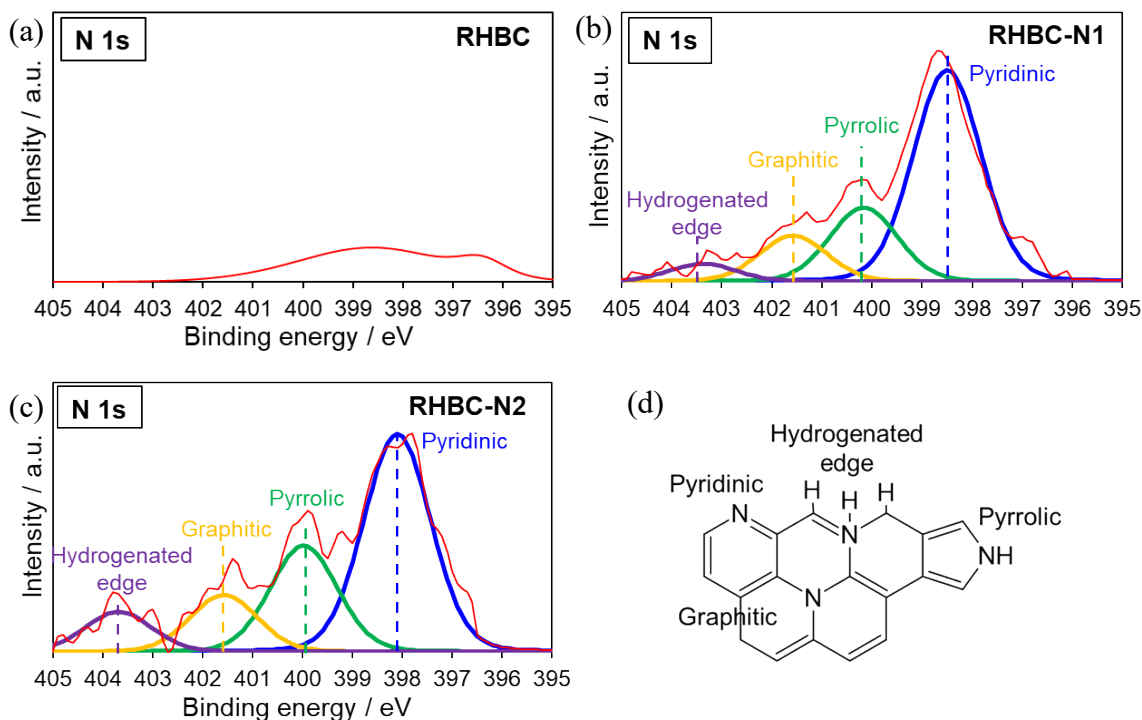 (a)
N 1s
RHBC
Intensity / a.u.
405 404 403 402 401 400 399 398 397 396 395
Binding energy / eV
(b)
N 1s
RHBC-N1
Pyridinic
Pyrrolic
Graphitic
Hydrogenated
edge
Intensity / a.u.
405 404 403 402 401 400 399 398 397 396 395
Binding energy / eV
(c)
N 1s
RHBC-N2
Pyridinic
Pyrrolic
Graphitic
Hydrogenated
edge
Intensity / a.u.
405 404 403 402 401 400 399 398 397 396 395
Binding energy / eV
(d)
Hydrogenated
edge
Pyridinic
H H H
N N
Pyrrolic
NH
N
Graphitic